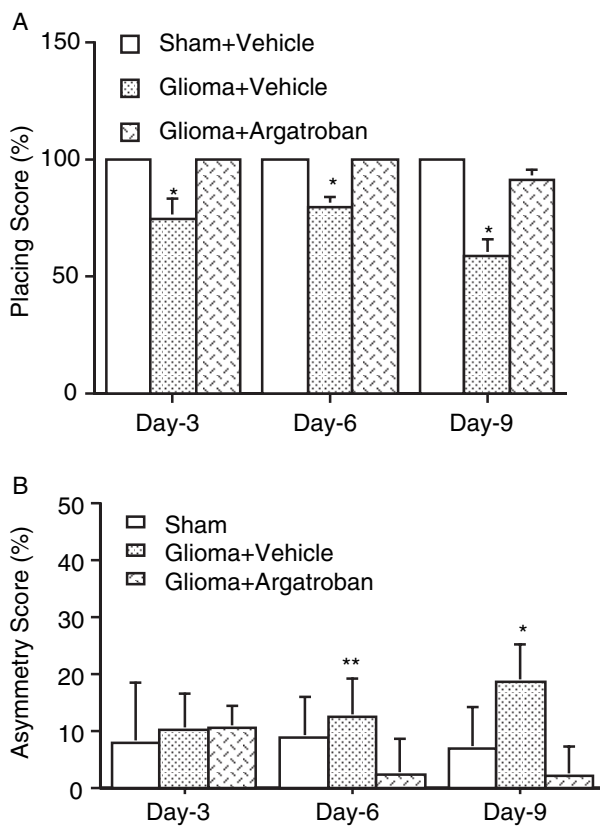 A
Placing Score (%)
150
100
50
0
Sham+Vehicle
Glioma+Vehicle
Glioma+Argatroban
*
*
*
Day-3
Day-6
Day-9
B
Asymmetry Score (%)
50
40
30
20
10
0
Sham
Glioma+Vehicle
Glioma+Argatroban
**
*
Day-3
Day-6
Day-9